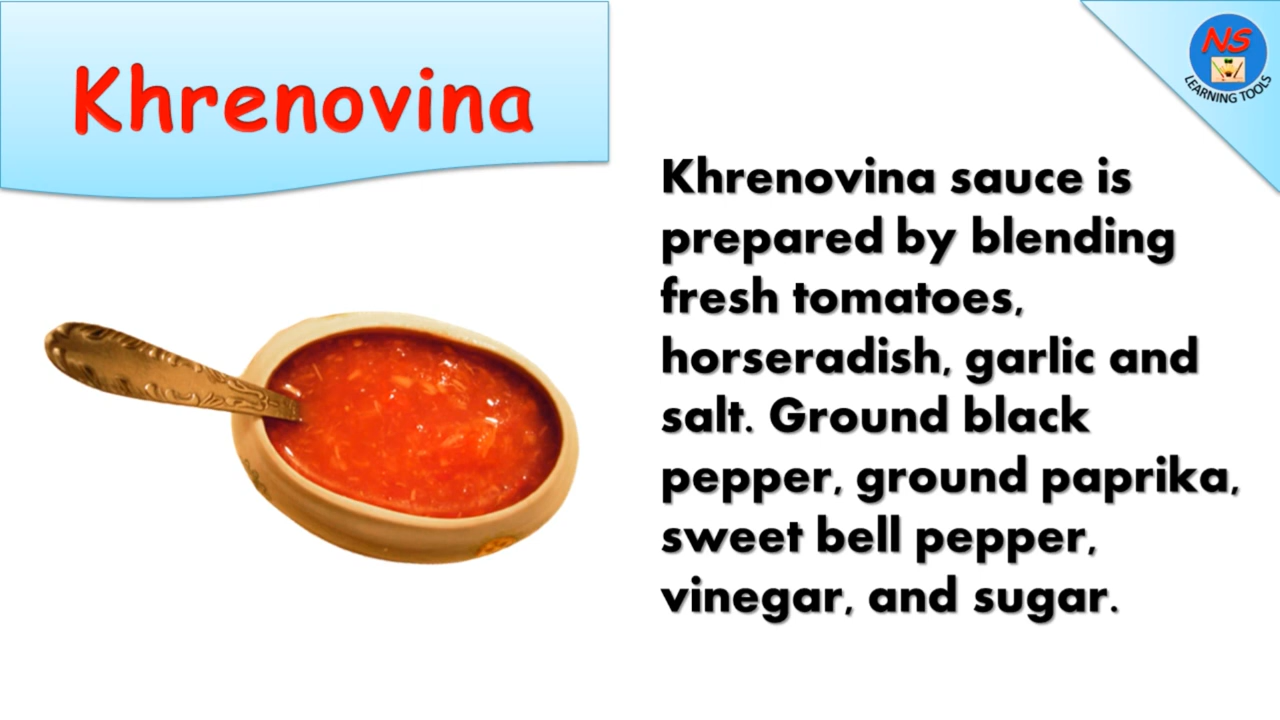 Khrenovina
NS
LEARNING TOOLS
Khrenovina sauce is
prepared by blending
fresh tomatoes,
horseradish, garlic and
salt. Ground black
pepper, ground paprika,
sweet bell pepper,
vinegar, and sugar.